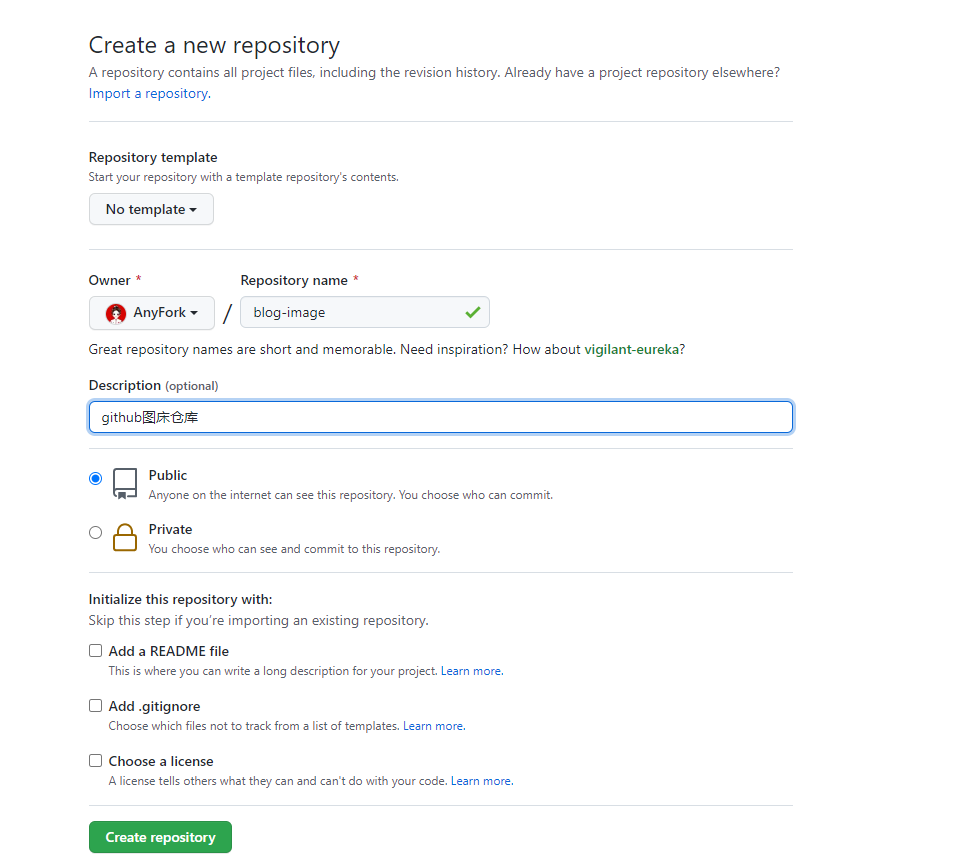 Create a new repository
A repository contains all project files, including the revision history. Already have a project repository elsewhere?
Import a repository.
Repository template
Start your repository with a template repository's contents.
No template
Owner * Repository name *
AnyFork / blog-image
Great repository names are short and memorable. Need inspiration? How about vigilant-eureka?
Description (optional)
github图床仓库
Public
Anyone on the internet can see this repository. You choose who can commit.
Private
You choose who can see and commit to this repository.
Initialize this repository with:
Skip this step if you're importing an existing repository.
Add a README file
This is where you can write a long description for your project. Learn more.
Add .gitignore
Choose which files not to track from a list of templates. Learn more.
Choose a license
A license tells others what they can and can't do with your code. Learn more.
Create repository